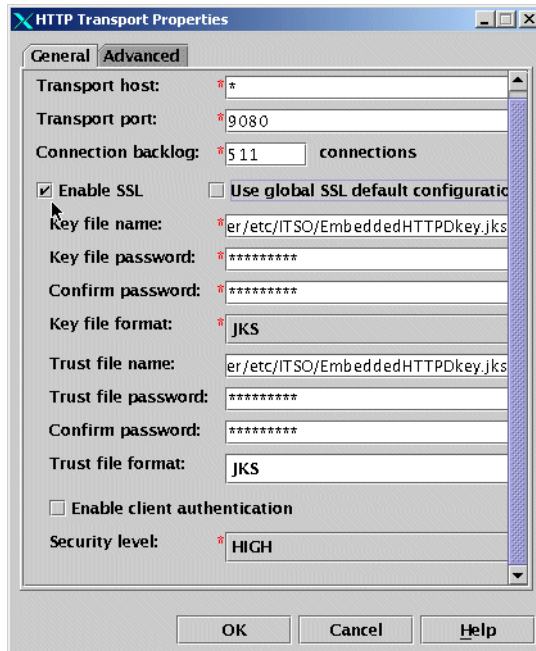 HTTP Transport Properties
General Advanced
Transport host: * *
Transport port: * 9080
Connection backlog: * 511 connections
Enable SSL Use global SSL default configuratio
Key file name: * er/etc/ITSO/EmbeddedHTTPDkey.jks
Key file password: * *********
Confirm password: * *********
Key file format: * JKS
Trust file name: er/etc/ITSO/EmbeddedHTTPDkey.jks
Trust file password: *********
Confirm password: *********
Trust file format: JKS
Enable client authentication
Security level: * HIGH
OK Cancel Help